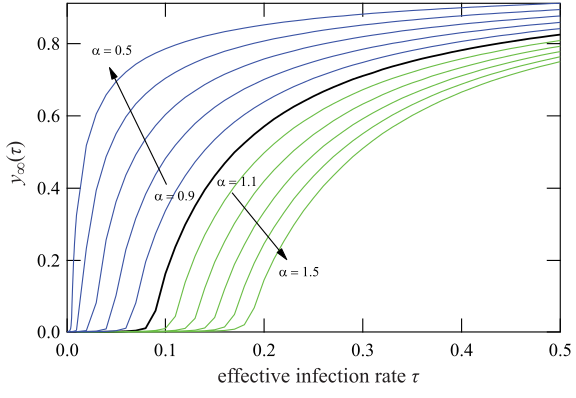 0.8
0.6
0.4
0.2
0.0
y∞(τ)
α = 0.5
α = 0.9
α = 1.1
α = 1.5
0.0 0.1 0.2 0.3 0.4 0.5
effective infection rate τ